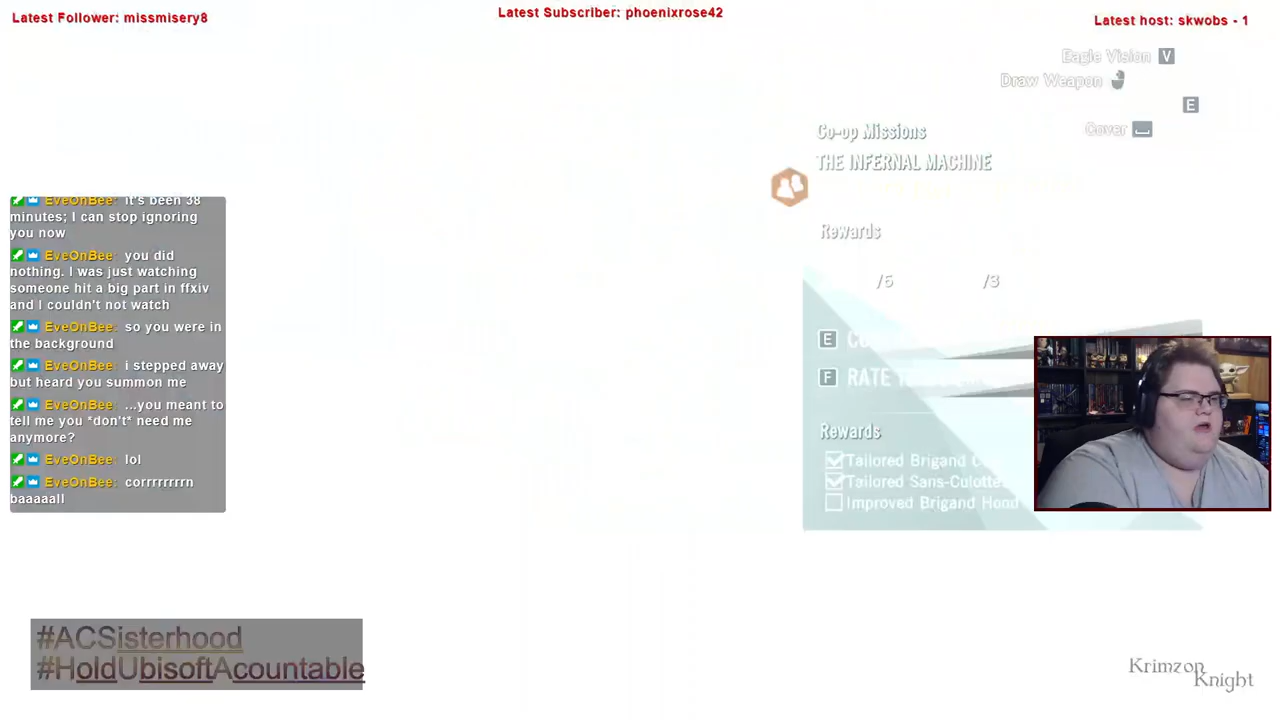 Latest Follower: missmisery8
Latest Subscriber: phoenixrose42
Latest host: skwobs - 1
Eagle Vision V
Draw Weapon
E
Cover
Co-op Missions
THE INFERNAL MACHINE
Rewards
/6
/3
E
F RATE
Rewards
Tailored Brigand
Tailored Sans-Culotte
Improved Brigand Hood
EveOnBee: it's been 38
minutes; I can stop ignoring
you now
EveOnBee: you did
nothing. I was just watching
someone hit a big part in ffxiv
and I couldn't not watch
EveOnBee: so you were in
the background
EveOnBee: i stepped away
but heard you summon me
EveOnBee: ...you meant to
tell me you *don't* need me
anymore?
EveOnBee: lol
EveOnBee: corrrrrrrrn
baaaaall
#ACSisterhood
#HoldUbisoftAcountable
Krimzon
Knight